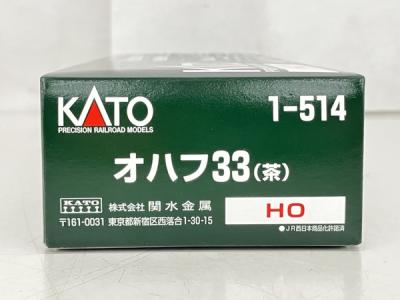 KATO
PRECISION RAILROAD MODELS
1-514
オハフ33(茶)
KATO
株式会社 関水金属
〒161-0031 東京都新宿区西落合1-30-15
HO
●JR西日本商品化許諾済